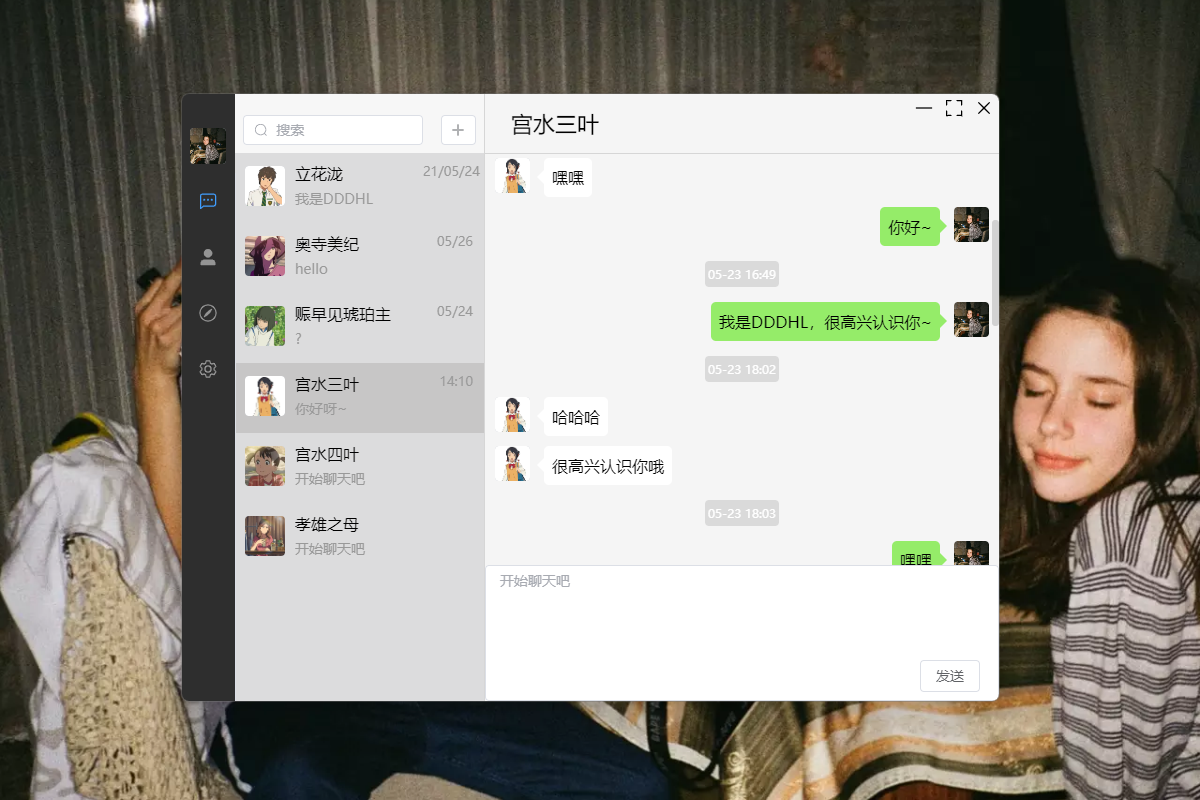 搜索
立花泷
21/05/24
我是DDDHL
奥寺美纪
05/26
hello
赈早见琥珀主
05/24
?
宫水三叶
14:10
你好呀~
宫水四叶
开始聊天吧
孝雄之母
开始聊天吧
宫水三叶
嘿嘿
你好~
05-23 16:49
我是DDDHL，很高兴认识你~
05-23 18:02
哈哈哈
很高兴认识你哦
05-23 18:03
嘿嘿
开始聊天吧
发送